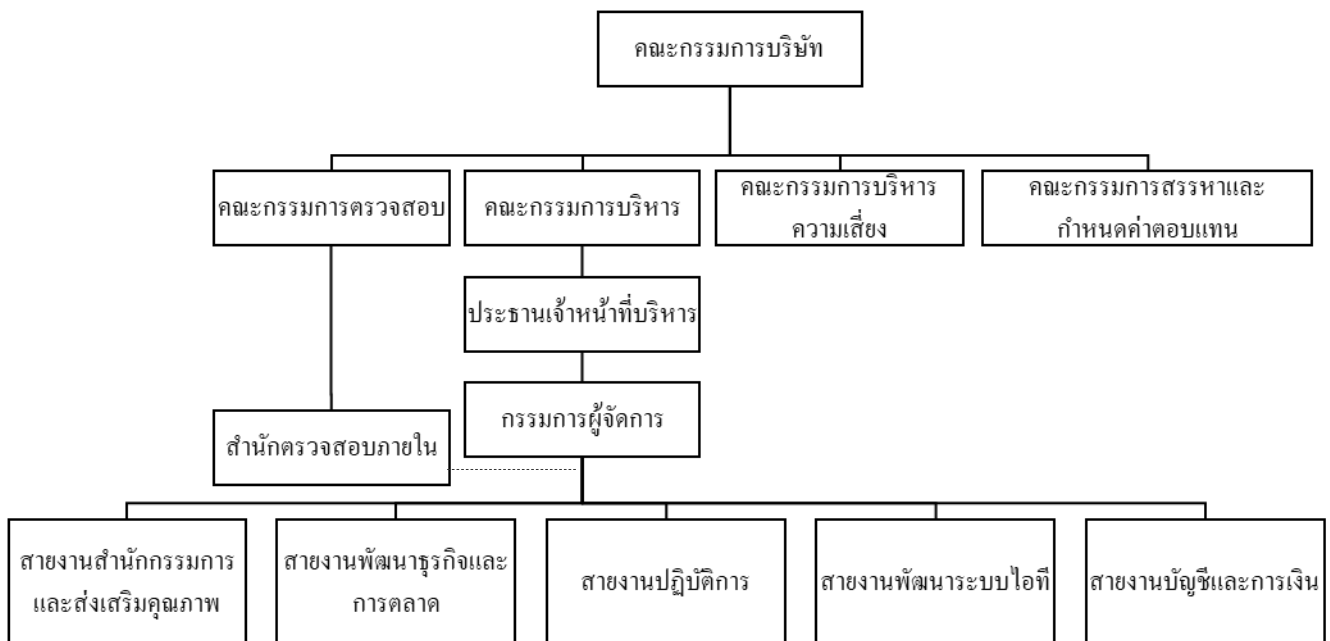 คณะกรรมการบริษัท
คณะกรรมการตรวจสอบ
คณะกรรมการบริหาร
คณะกรรมการบริหาร
ความเสี่ยง
คณะกรรมการสรรหาและ
กำหนดค่าตอบแทน
ประธานเจ้าหน้าที่บริหาร
กรรมการผู้จัดการ
สำนักตรวจสอบภายใน
สายงานสำนักกรรมการ
และส่งเสริมคุณภาพ
สายงานพัฒนาธุรกิจและ
การตลาด
สายงานปฏิบัติการ
สายงานพัฒนาระบบไอที
สายงานบัญชีและการเงิน